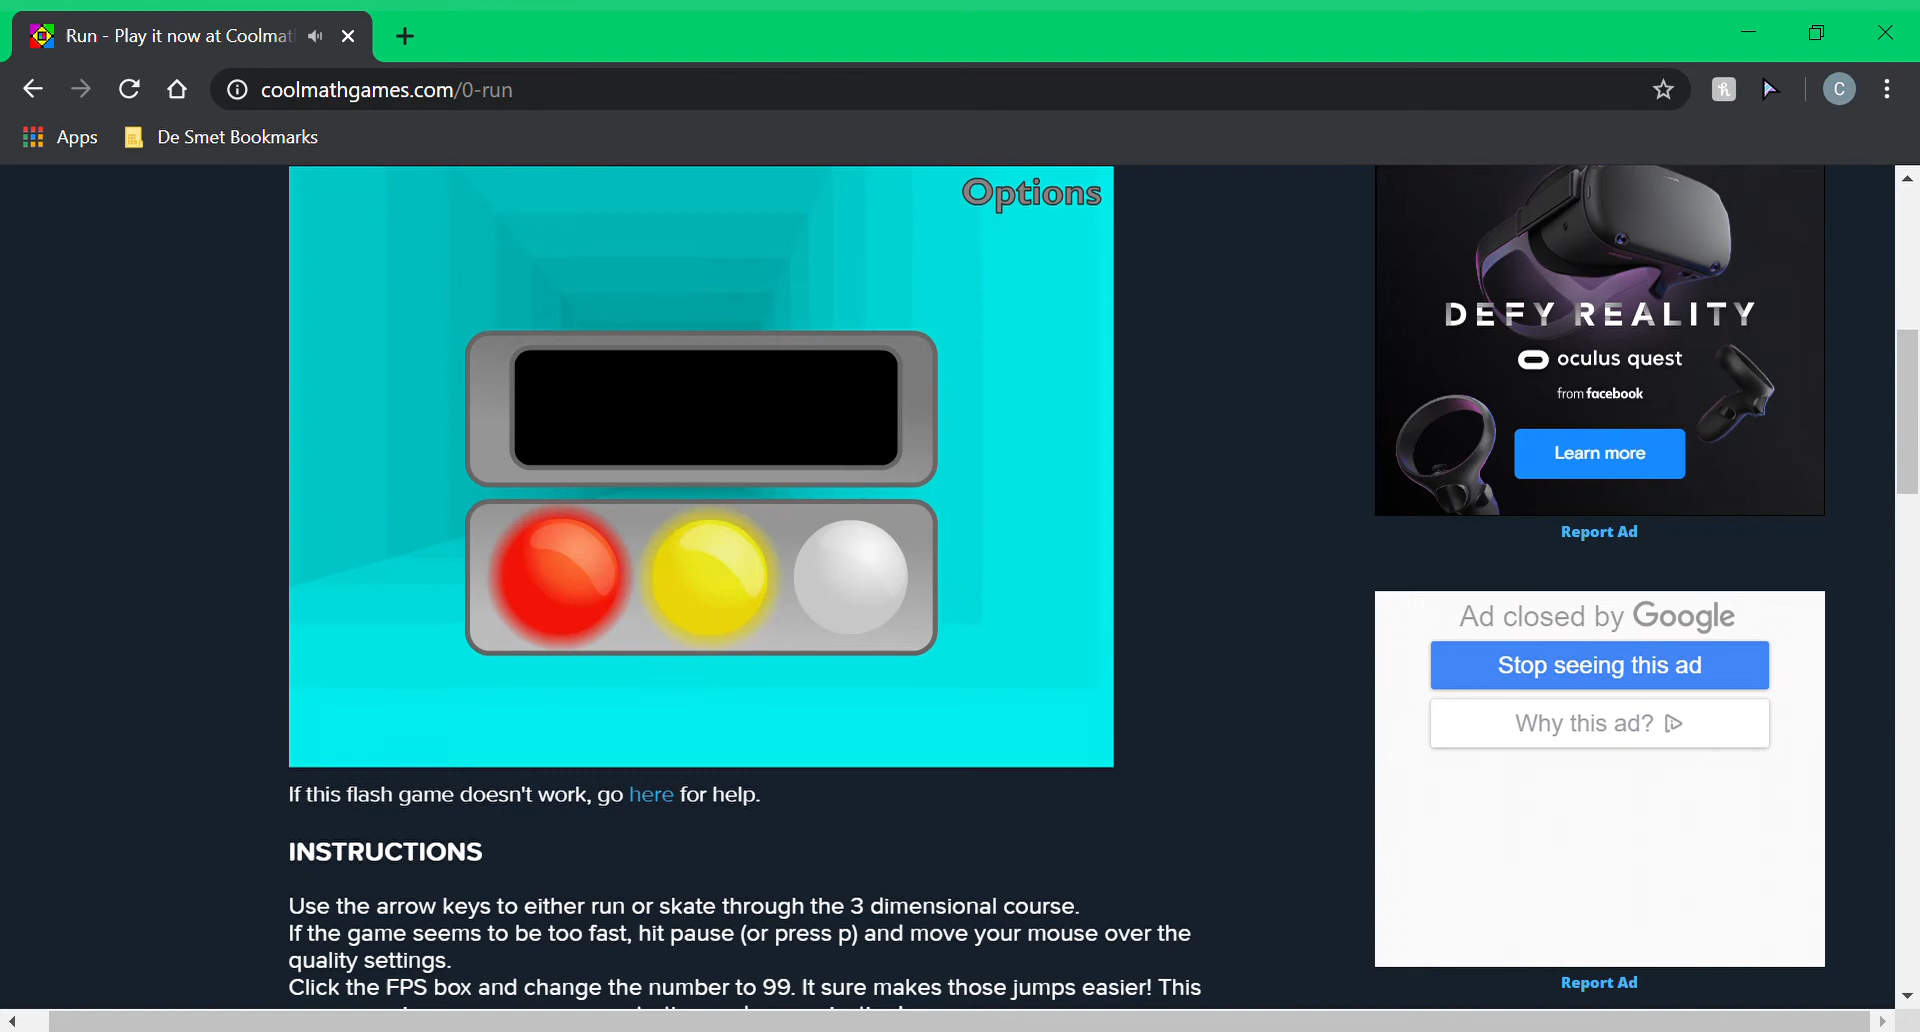 Run - Play it now at Coolmat
coolmathgames.com/0-run
C
Apps
De Smet Bookmarks
Options
DEFY REALITY
oculus quest
from facebook
Learn more
Report Ad
Ad closed by Google
Stop seeing this ad
Why this ad?
Report Ad
If this flash game doesn't work, go here for help.
INSTRUCTIONS
Use the arrow keys to either run or skate through the 3 dimensional course.
If the game seems to be too fast, hit pause (or press p) and move your mouse over the
quality settings.
Click the FPS box and change the number to 99. It sure makes those jumps easier! This